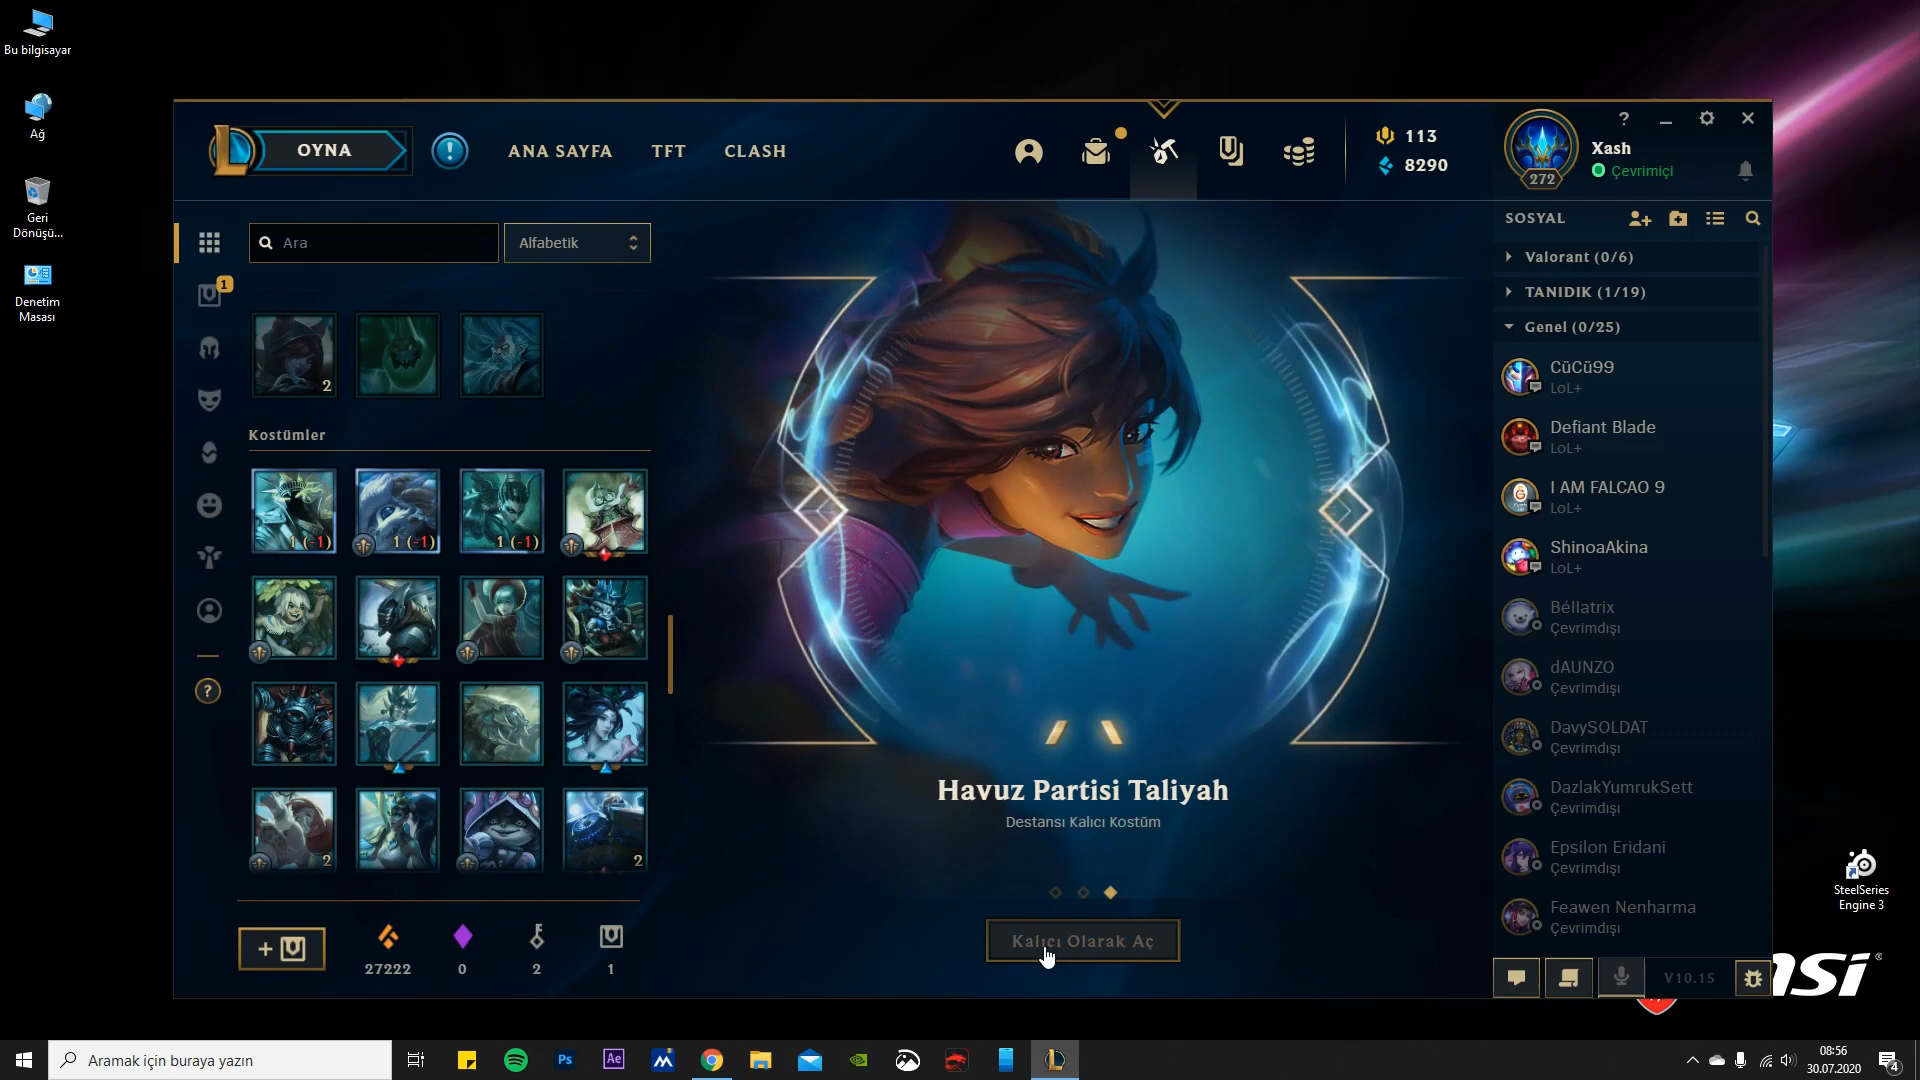 Bu bilgisayar
Ağ
Geri
Dönüşü...
Denetim
Masası
OYNA
ANA SAYFA
TFT
CLASH
113
8290
272
Xash
Çevrimiçi
?
1
Ara
Alfabetik
2
Kostümler
1 (-1)
1 (-1)
1 (-1)
2
2
?
+
27222
0
2
1
Havuz Partisi Taliyah
Destansı Kalıcı Kostüm
Kalıcı Olarak Aç
SOSYAL
Valorant (0/6)
TANIDIK (1/19)
Genel (0/25)
CüCü99
LoL+
Defiant Blade
LoL+
I AM FALCAO 9
LoL+
ShinoaAkina
LoL+
Béllatrix
Çevrimdışı
dAUNZO
Çevrimdışı
DavySOLDAT
Çevrimdışı
DazlakYumrukSett
Çevrimdışı
Epsilon Eridani
Çevrimdışı
Feawen Nenharma
Çevrimdışı
V10.15
SteelSeries
Engine 3
Aramak için buraya yazın
Ps
Ae
08:56
30.07.2020
4